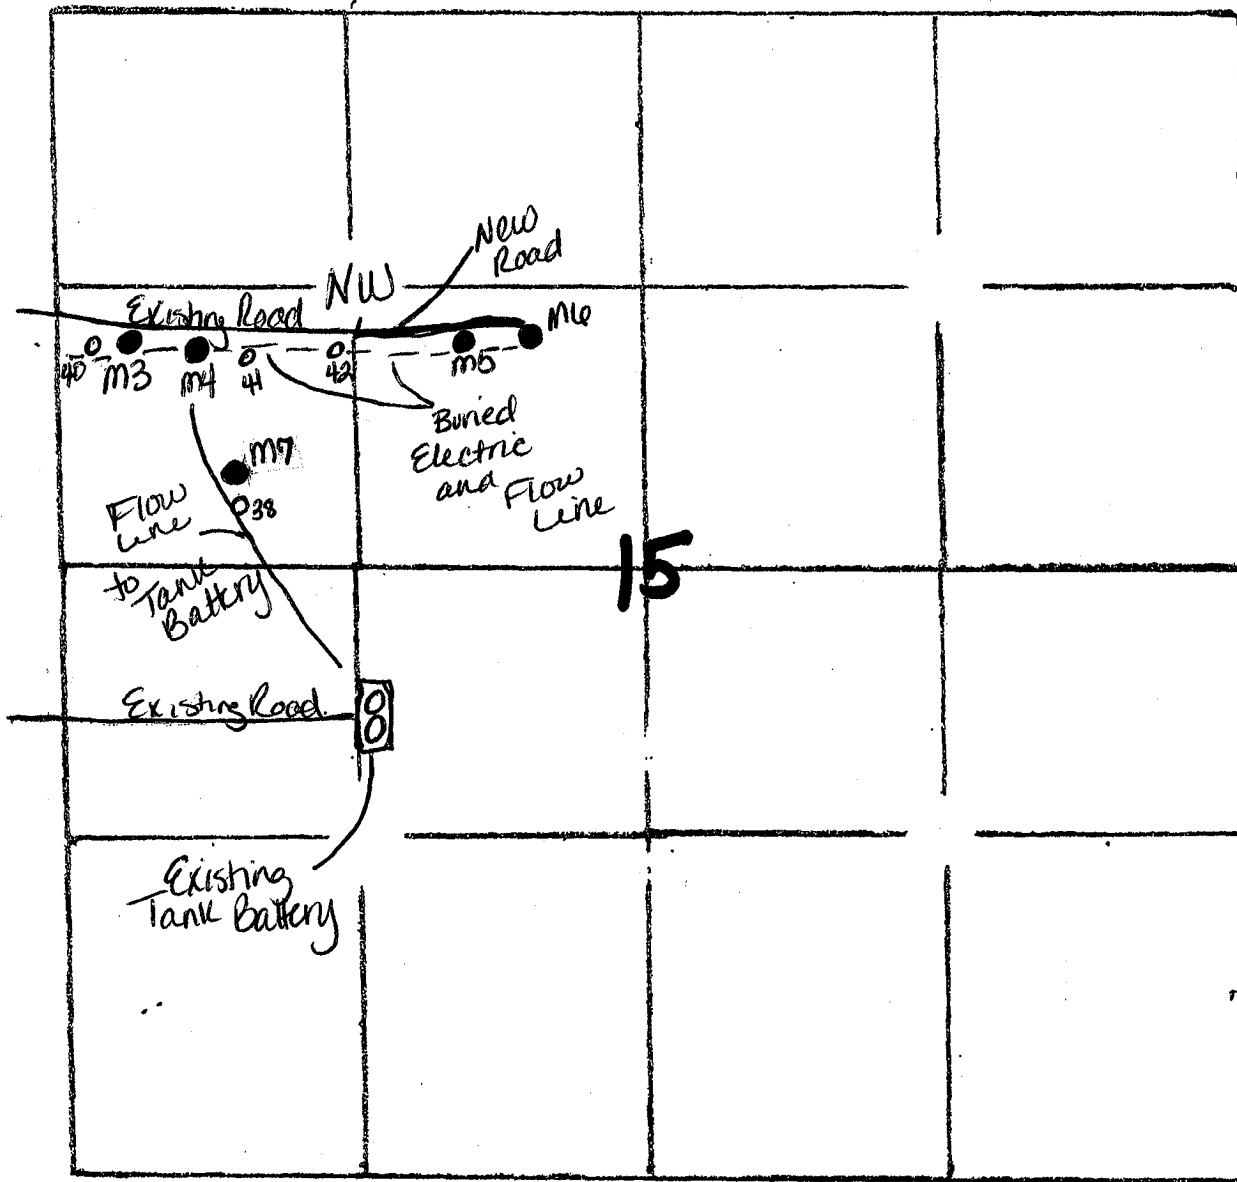 New
Road
NW
Existing Road
M6
40
M3
M4
41
42
M5
Buried
Electric
and Flow
Line
M7
38
Flow
Line
to Tank
Battery
15
Existing Road
Existing
Tank Battery